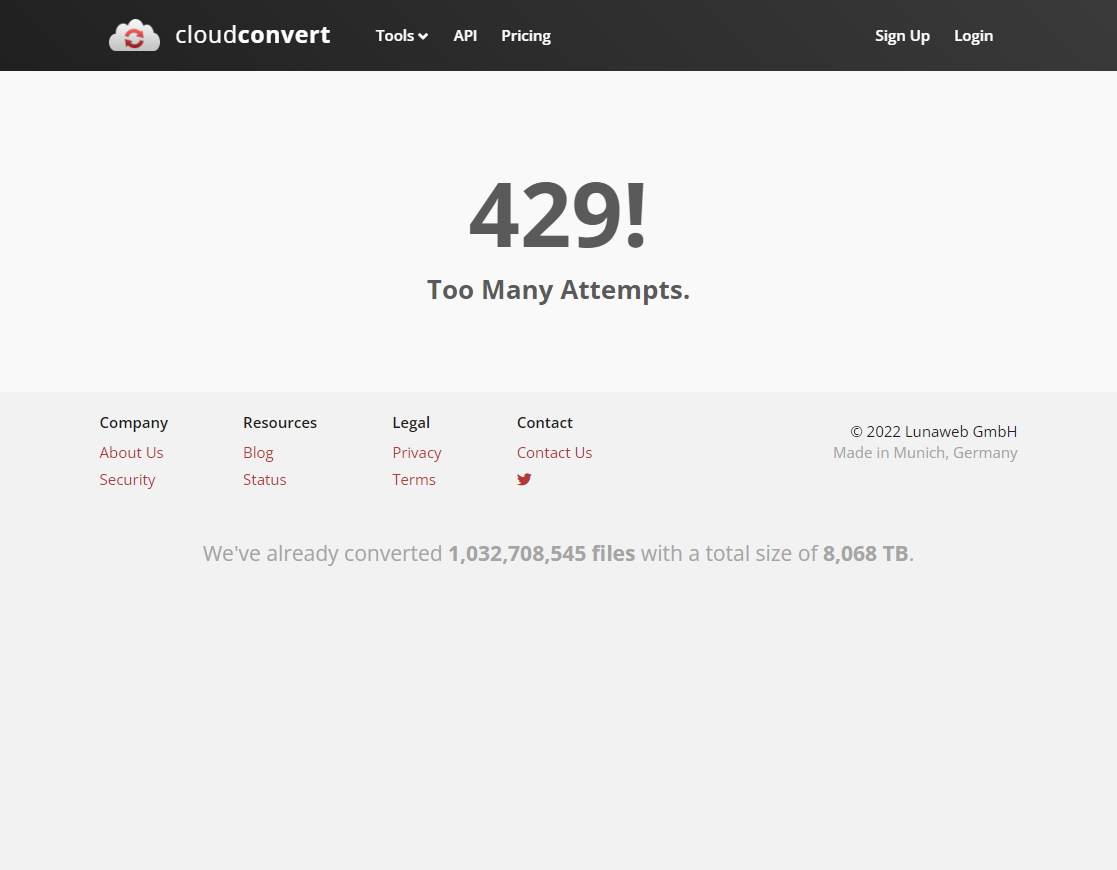 cloudconvert Tools API Pricing Sign Up Login
429!
Too Many Attempts.
Company Resources Legal Contact
© 2022 Lunaweb GmbH
About Us Blog Privacy Contact Us Made in Munich, Germany
Security Status Terms
We've already converted 1,032,708,545 files with a total size of 8,068 TB.